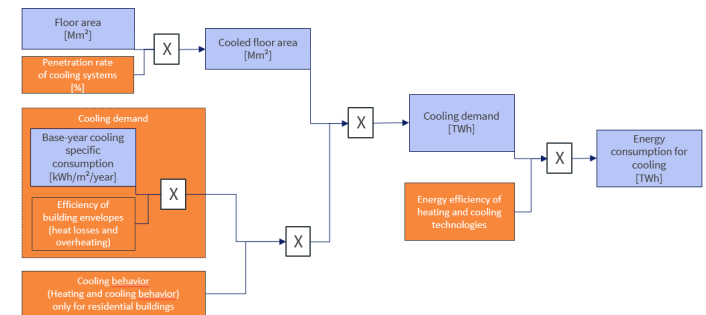 Floor area
[Mm²]
X
Penetration rate
of cooling systems
[%]
Cooled floor area
[Mm²]
Cooling demand
Base-year cooling
specific
consumption
[kWh/m²/year]
X
Efficiency of
building envelopes
(heat losses and
overheating)
X
Cooling behavior
(Heating and cooling behavior)
only for residential buildings
X
Cooling demand
[TWh]
X
Energy efficiency of
heating and cooling
technologies
Energy
consumption for
cooling
[TWh]